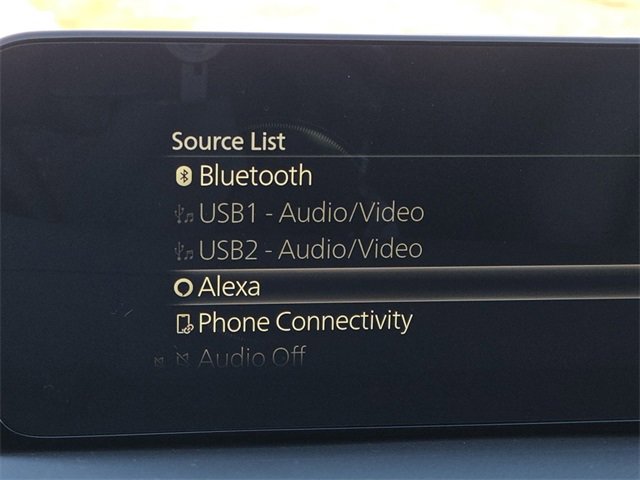 Source List
Bluetooth
USB1 - Audio/Video
USB2 - Audio/Video
Alexa
Phone Connectivity
Audio Off